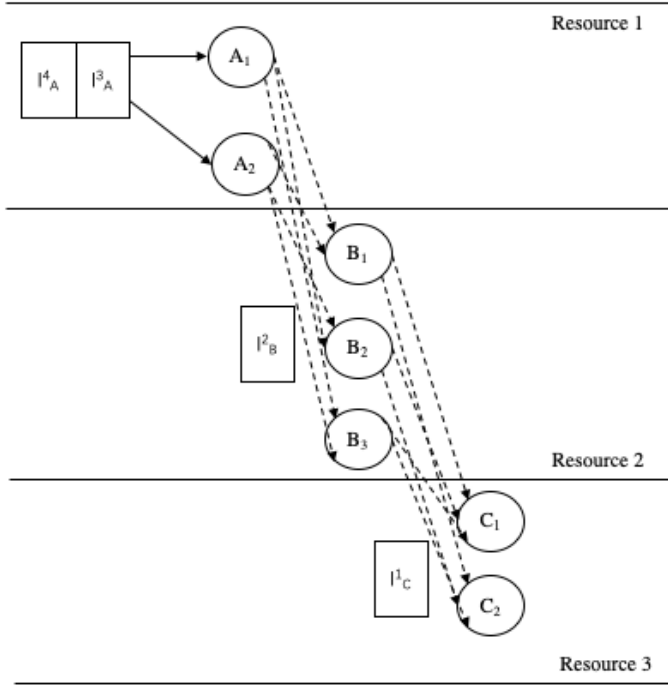 Resource 1
I⁴A I³A
A₁
A₂
B₁
I²B
B₂
B₃
Resource 2
C₁
I¹C
C₂
Resource 3